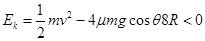 E_k = \frac{1}{2}mv^2 - 4\mu mg\cos\theta 8R < 0